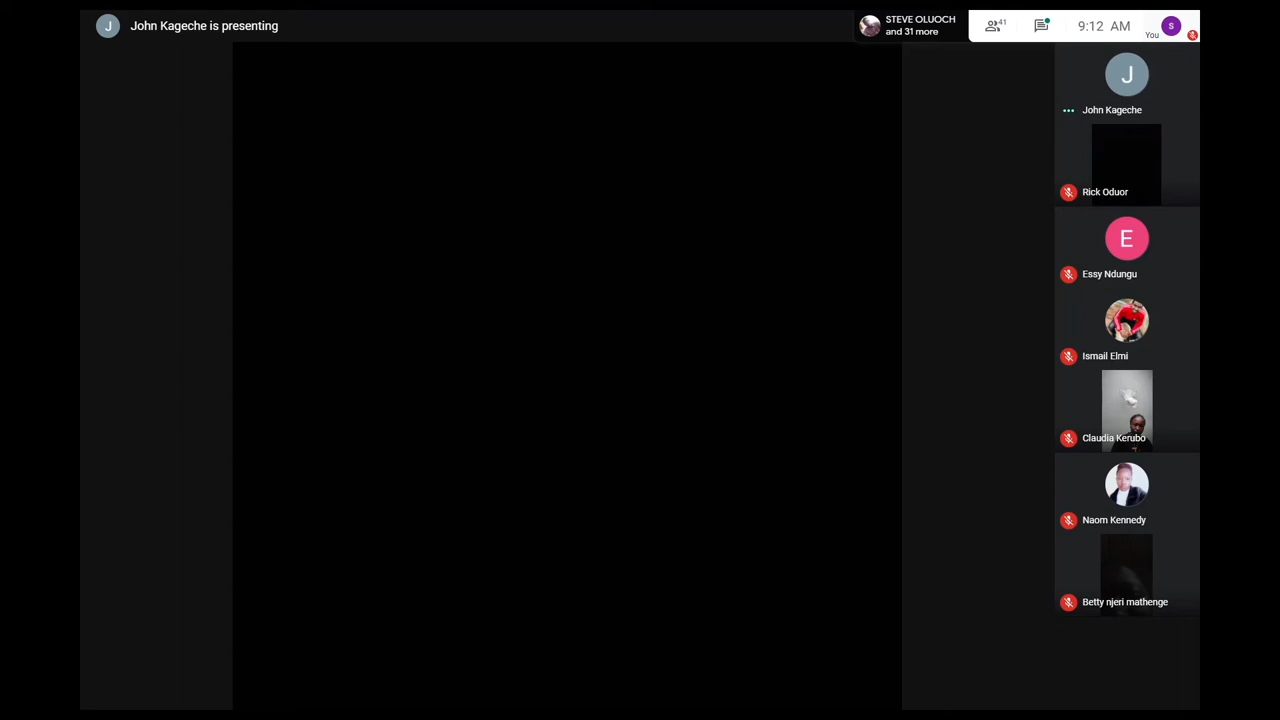 J John Kageche is presenting
STEVE OLUOCH
and 31 more
41
9:12 AM
You
S
J
John Kageche
Rick Oduor
E
Essy Ndungu
Ismail Elmi
Claudia Kerubo
Naom Kennedy
Betty njeri mathenge